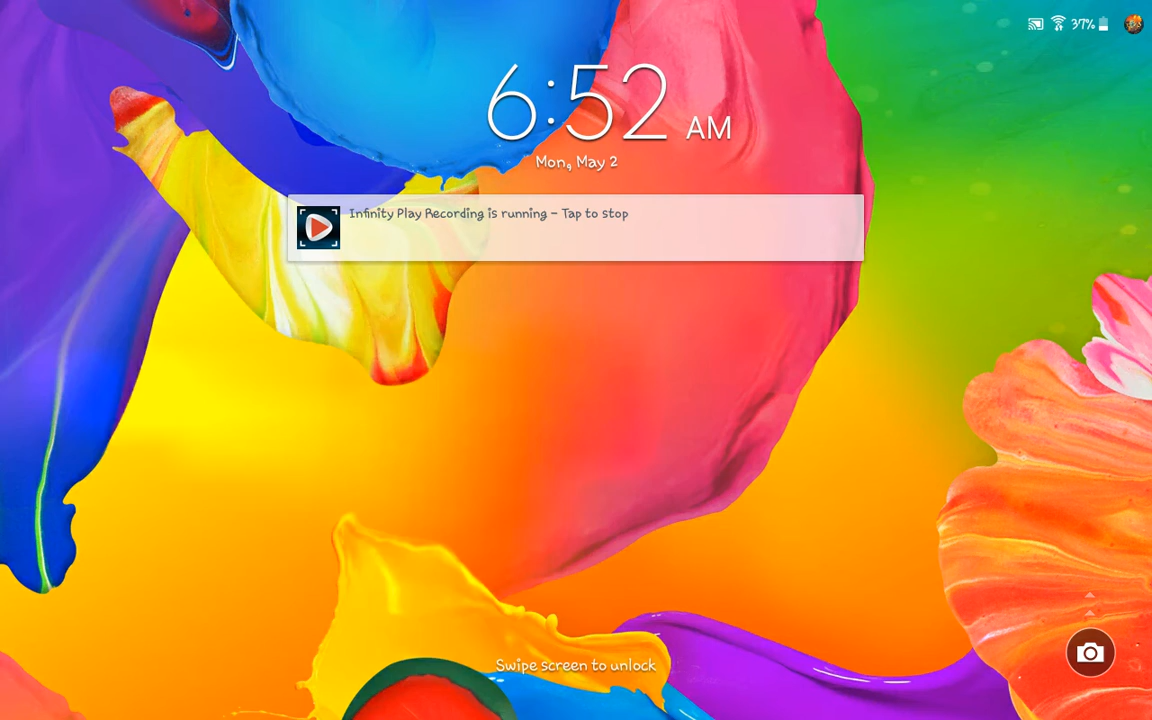 37%
6:52 AM
Mon, May 2
Infinity Play Recording is running - Tap to stop
Swipe screen to unlock